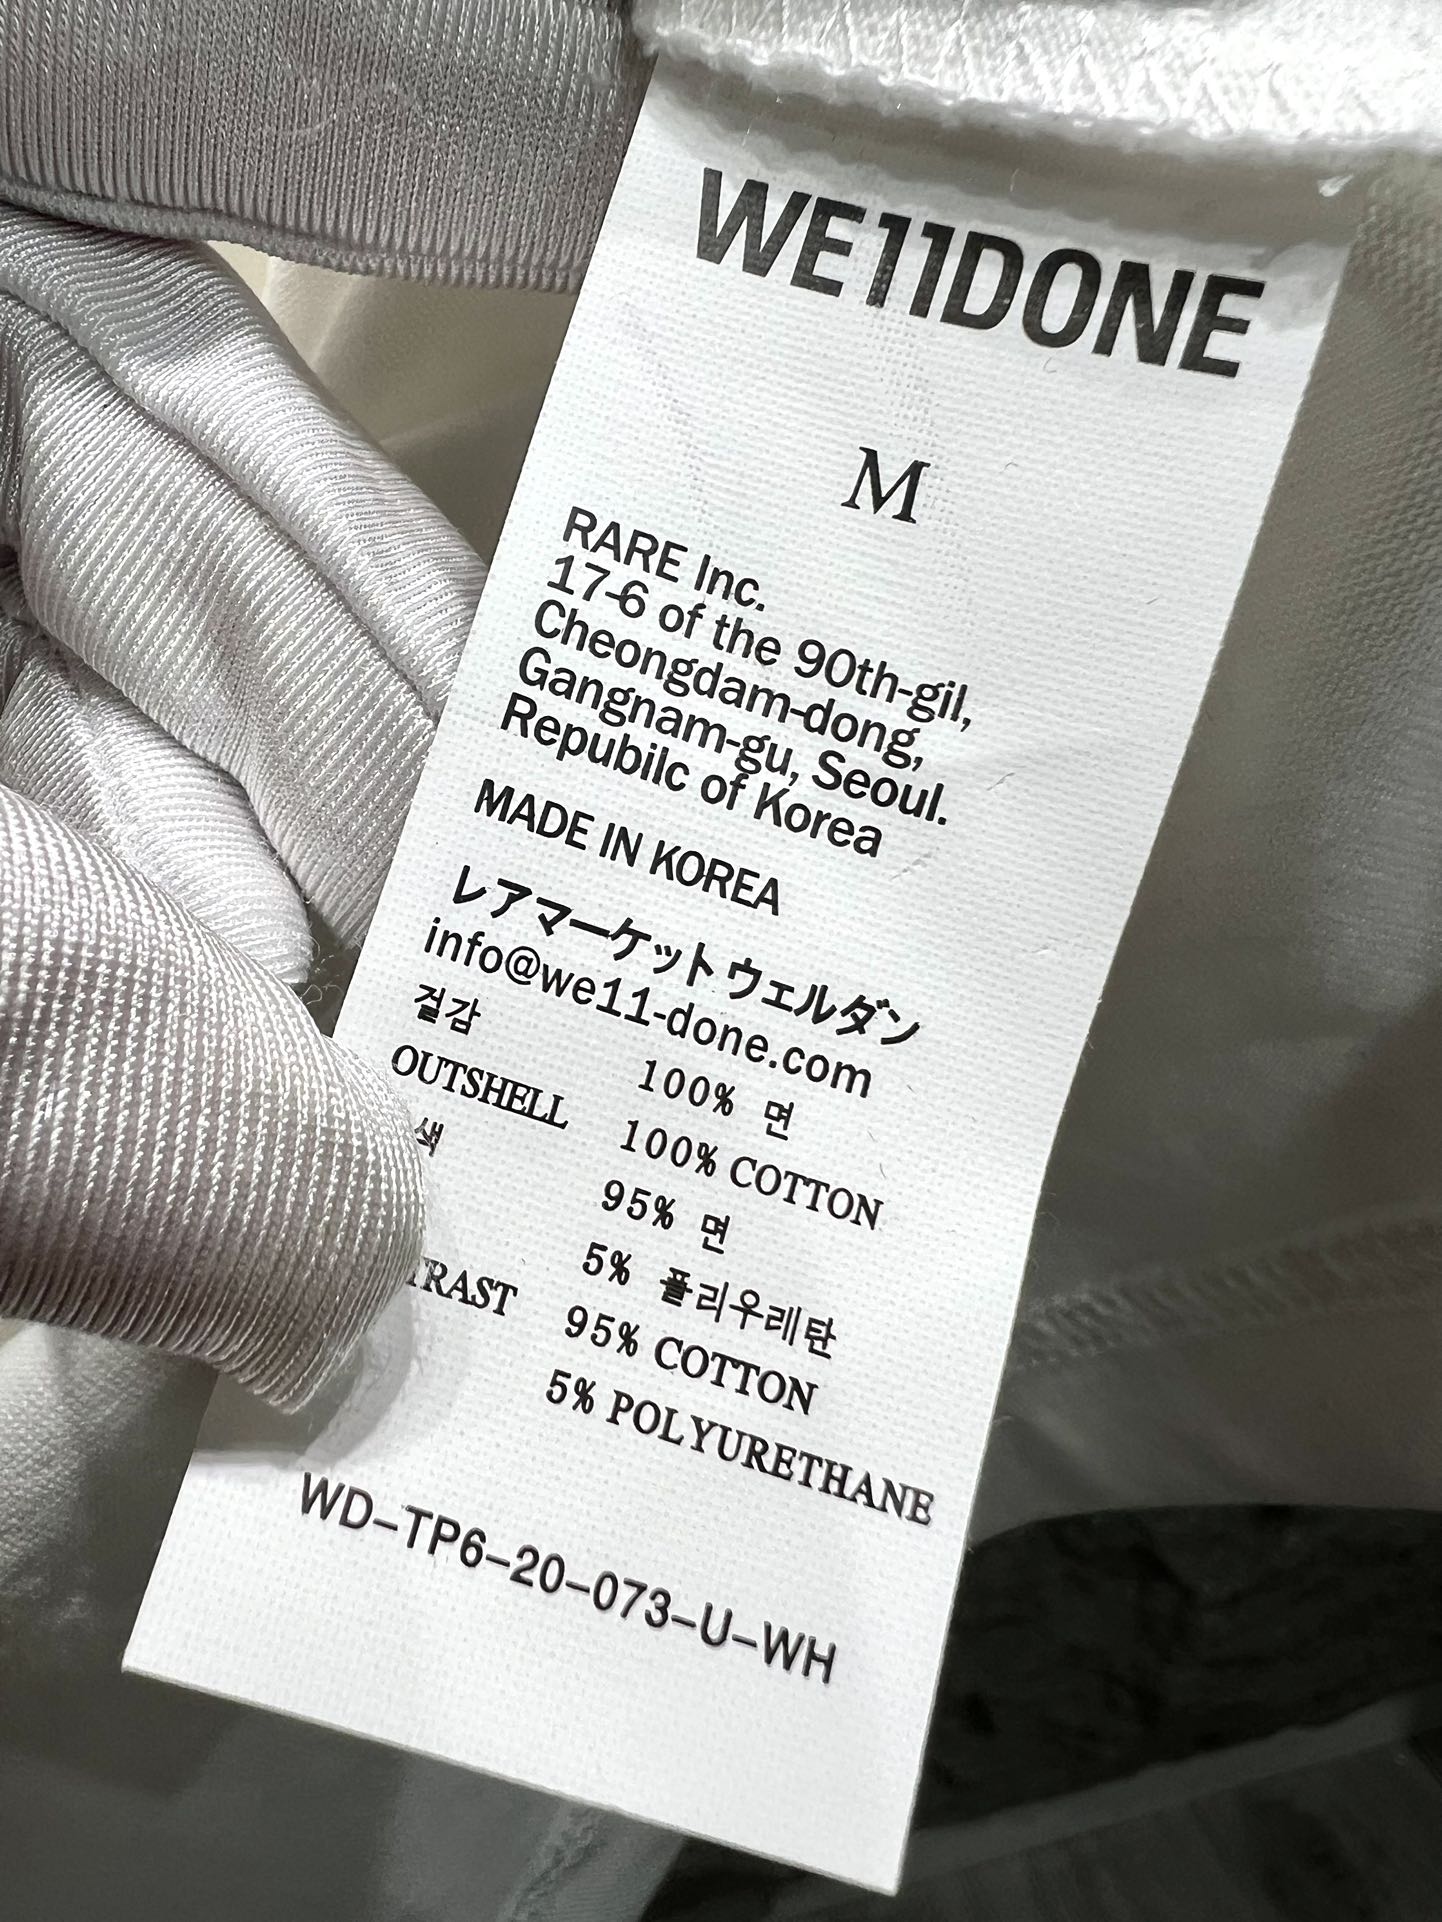 WE11DONE
M
RARE Inc.
17-6 of the 90th-gil,
Cheongdam-dong,
Gangnam-gu, Seoul.
Repubilc of Korea
MADE IN KOREA
レアマーケットウェルダン
info@we11-done.com
걸감 100% 면
OUTSHELL 100% COTTON
색 95% 면
5% 폴리우레탄
TRAST 95% COTTON
5% POLYURETHANE
WD-TP6-20-073-U-WH